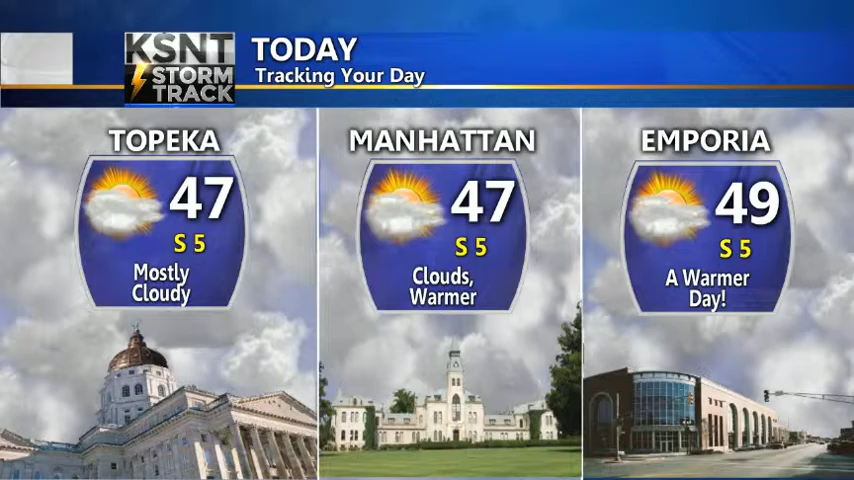 KSNT
STORM
TRACK
TODAY
Tracking Your Day
TOPEKA
47
S 5
Mostly
Cloudy
MANHATTAN
47
S 5
Clouds,
Warmer
EMPORIA
49
S 5
A Warmer
Day!